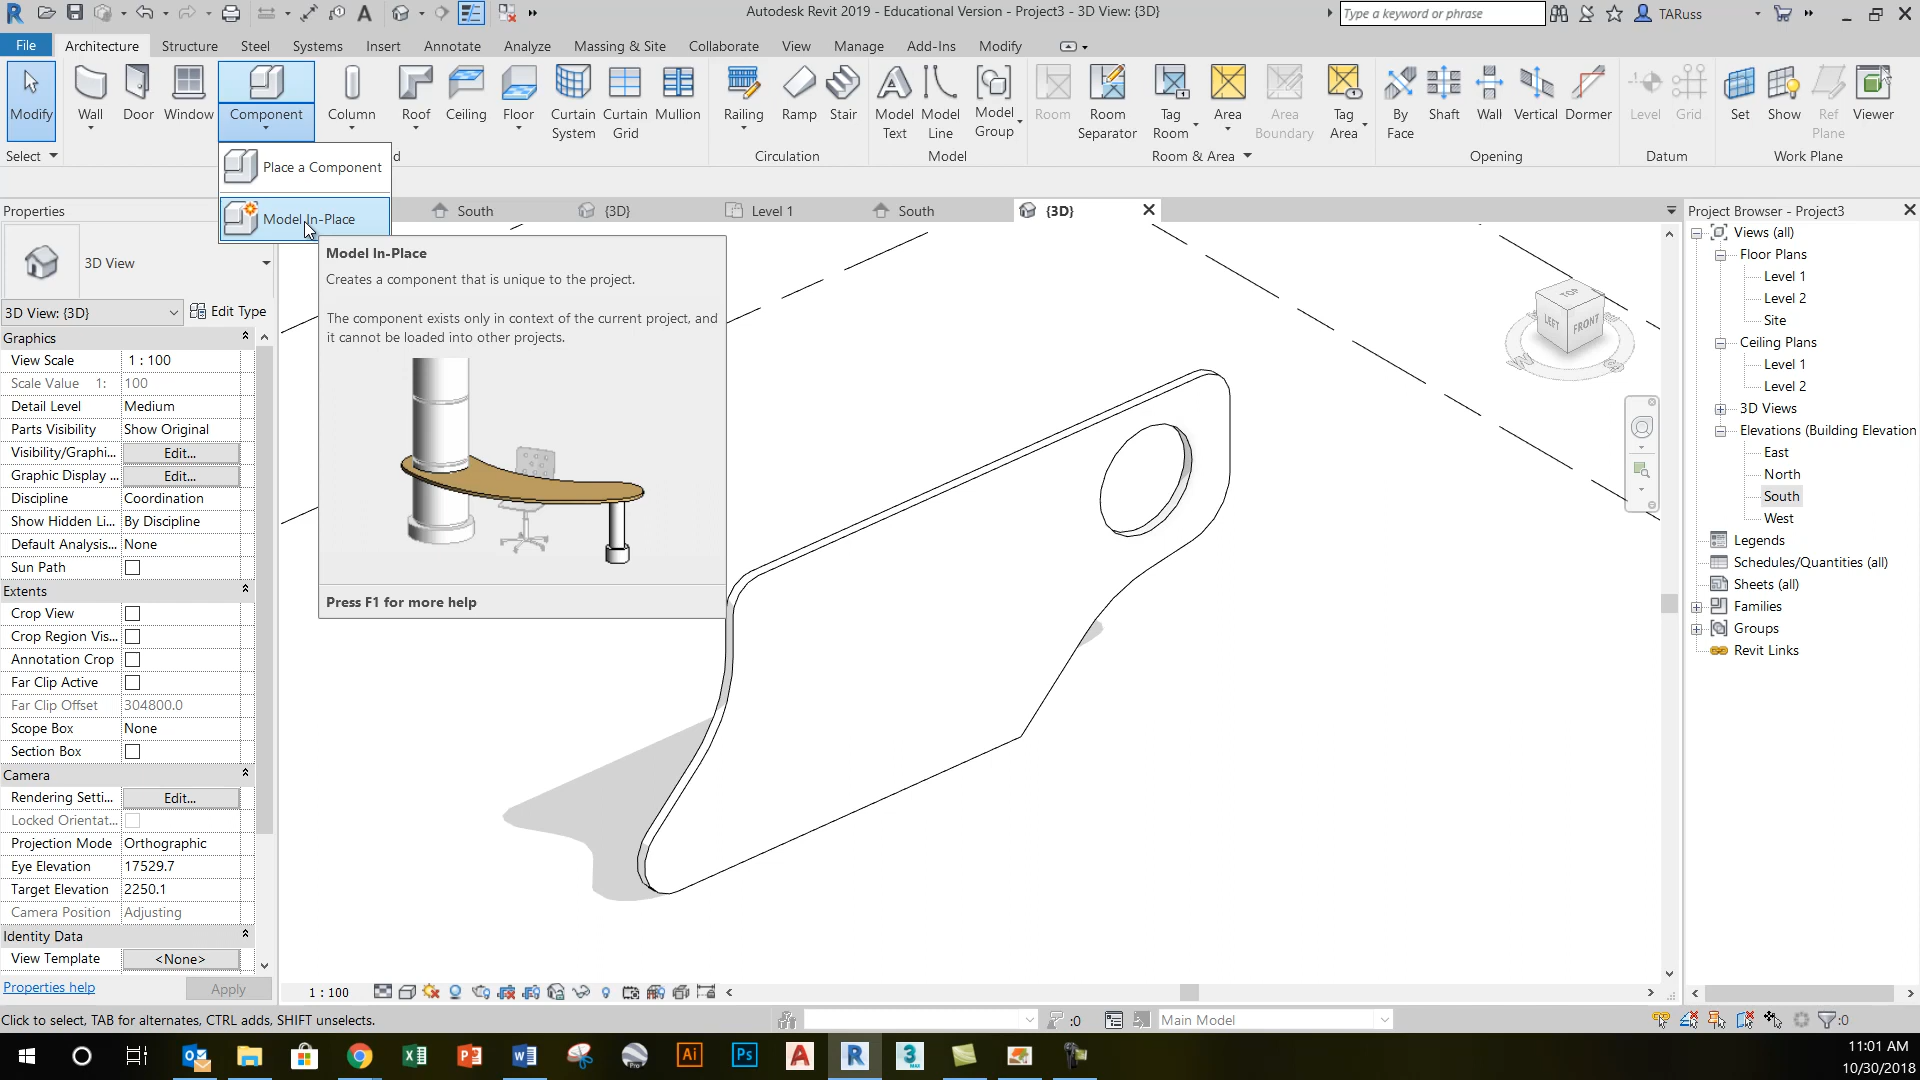 Autodesk Revit 2019 - Educational Version - Project3 - 3D View: {3D}
Type a keyword or phrase
TARuss
File
Architecture
Structure
Steel
Systems
Insert
Annotate
Analyze
Massing & Site
Collaborate
View
Manage
Add-Ins
Modify
Modify
Wall
Door
Window
Component
Column
Roof
Ceiling
Floor
Curtain System
Curtain Grid
Mullion
Railing
Ramp
Stair
Model Text
Model Line
Model Group
Room
Room Separator
Tag Room
Area
Area Boundary
Tag Area
By Face
Shaft
Wall
Vertical
Dormer
Level
Grid
Set
Show
Ref Plane
Viewer
Select
d
Circulation
Model
Room & Area
Opening
Datum
Work Plane
Place a Component
Model In-Place
South
{3D}
Level 1
South
{3D}
Model In-Place
Creates a component that is unique to the project.
The component exists only in context of the current project, and
it cannot be loaded into other projects.
Press F1 for more help
Properties
3D View
3D View: {3D}
Edit Type
Graphics
View Scale 1 : 100
Scale Value 1: 100
Detail Level Medium
Parts Visibility Show Original
Visibility/Graphi... Edit...
Graphic Display ... Edit...
Discipline Coordination
Show Hidden Li... By Discipline
Default Analysis... None
Sun Path
Extents
Crop View
Crop Region Vis...
Annotation Crop
Far Clip Active
Far Clip Offset 304800.0
Scope Box None
Section Box
Camera
Rendering Setti... Edit...
Locked Orientat...
Projection Mode Orthographic
Eye Elevation 17529.7
Target Elevation 2250.1
Camera Position Adjusting
Identity Data
View Template <None>
Properties help
Apply
TOP
LEFT
FRONT
W
S
Project Browser - Project3
Views (all)
Floor Plans
Level 1
Level 2
Site
Ceiling Plans
Level 1
Level 2
3D Views
Elevations (Building Elevation
East
North
South
West
Legends
Schedules/Quantities (all)
Sheets (all)
Families
Groups
Revit Links
1 : 100
Click to select, TAB for alternates, CTRL adds, SHIFT unselects.
:0
Main Model
:0
11:01 AM
10/30/2018